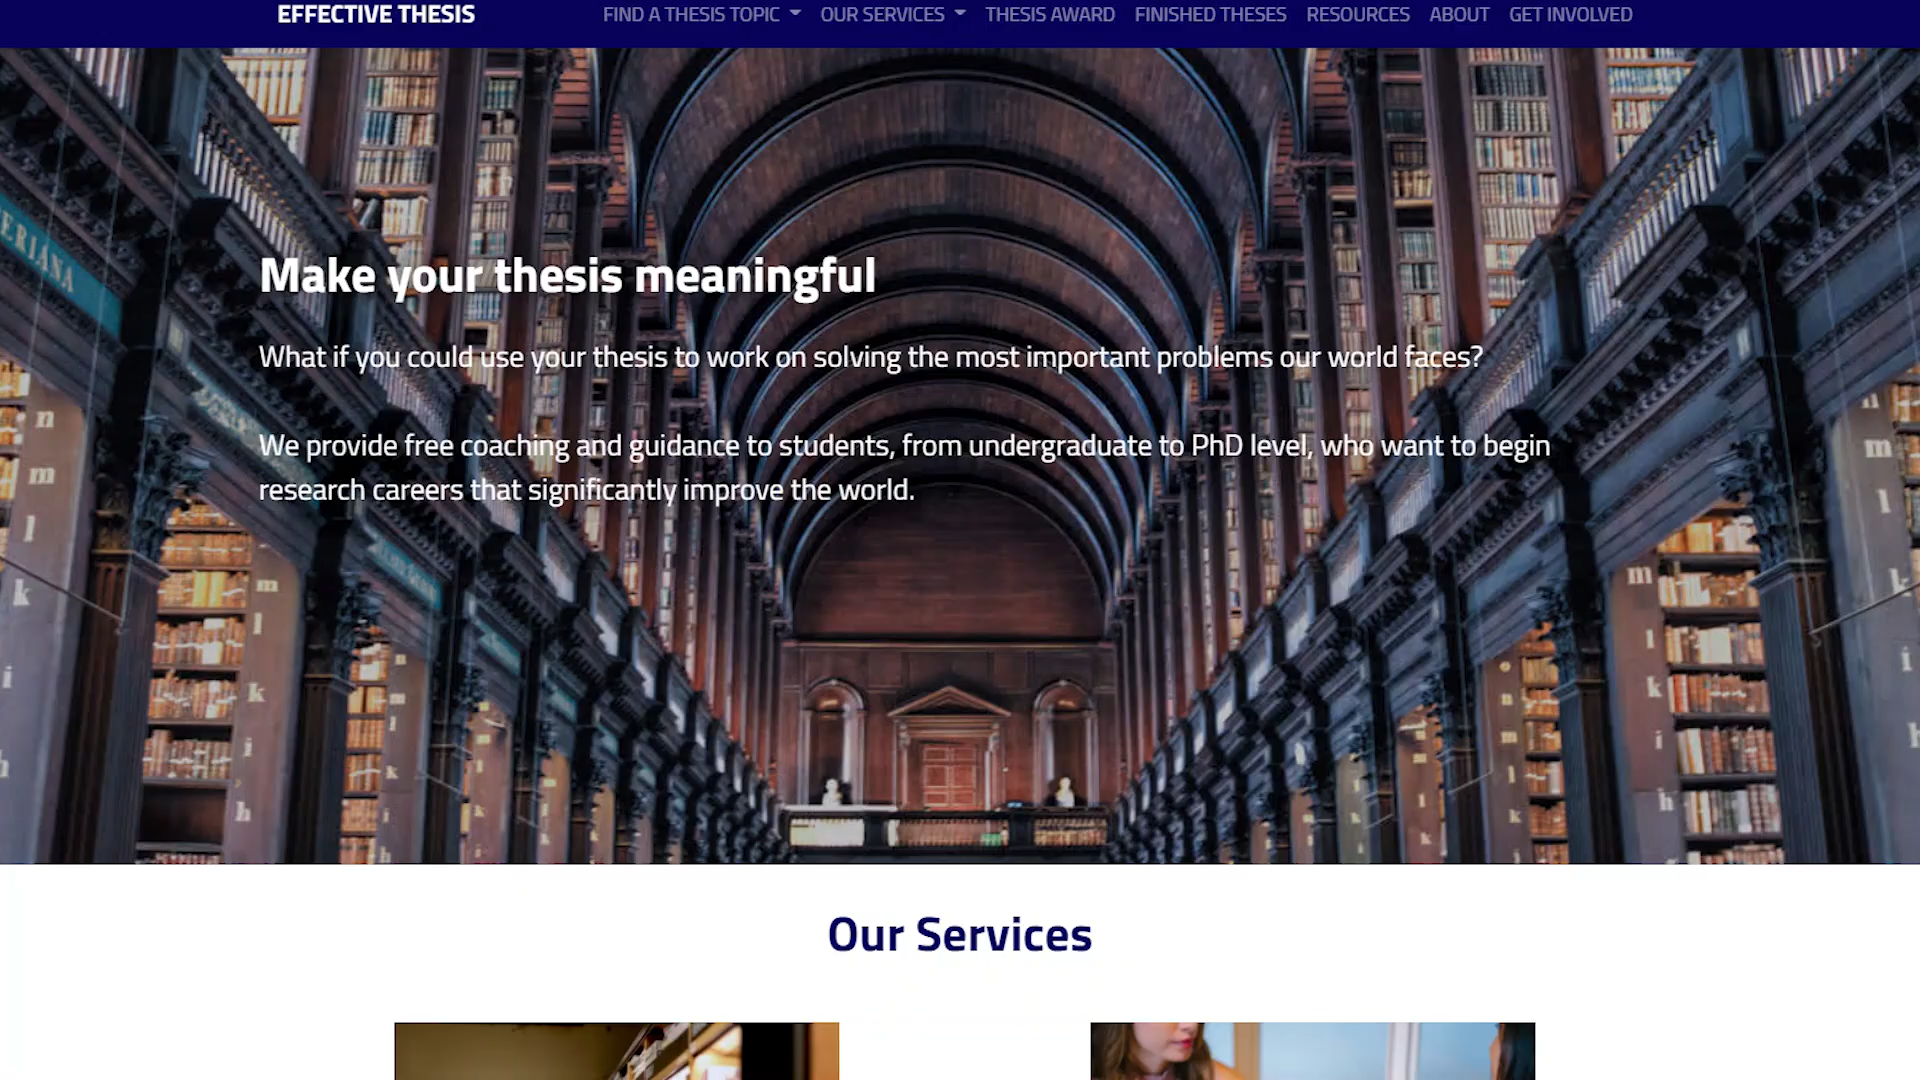 EFFECTIVE THESIS
FIND A THESIS TOPIC OUR SERVICES THESIS AWARD FINISHED THESES RESOURCES ABOUT GET INVOLVED
Make your thesis meaningful
What if you could use your thesis to work on solving the most important problems our world faces?
We provide free coaching and guidance to students, from undergraduate to PhD level, who want to begin
research careers that significantly improve the world.
ERIANA
n
m
l
k
i
h
m
l
k
i
h
m
l
k
i
h
n
m
l
k
i
h
Our Services